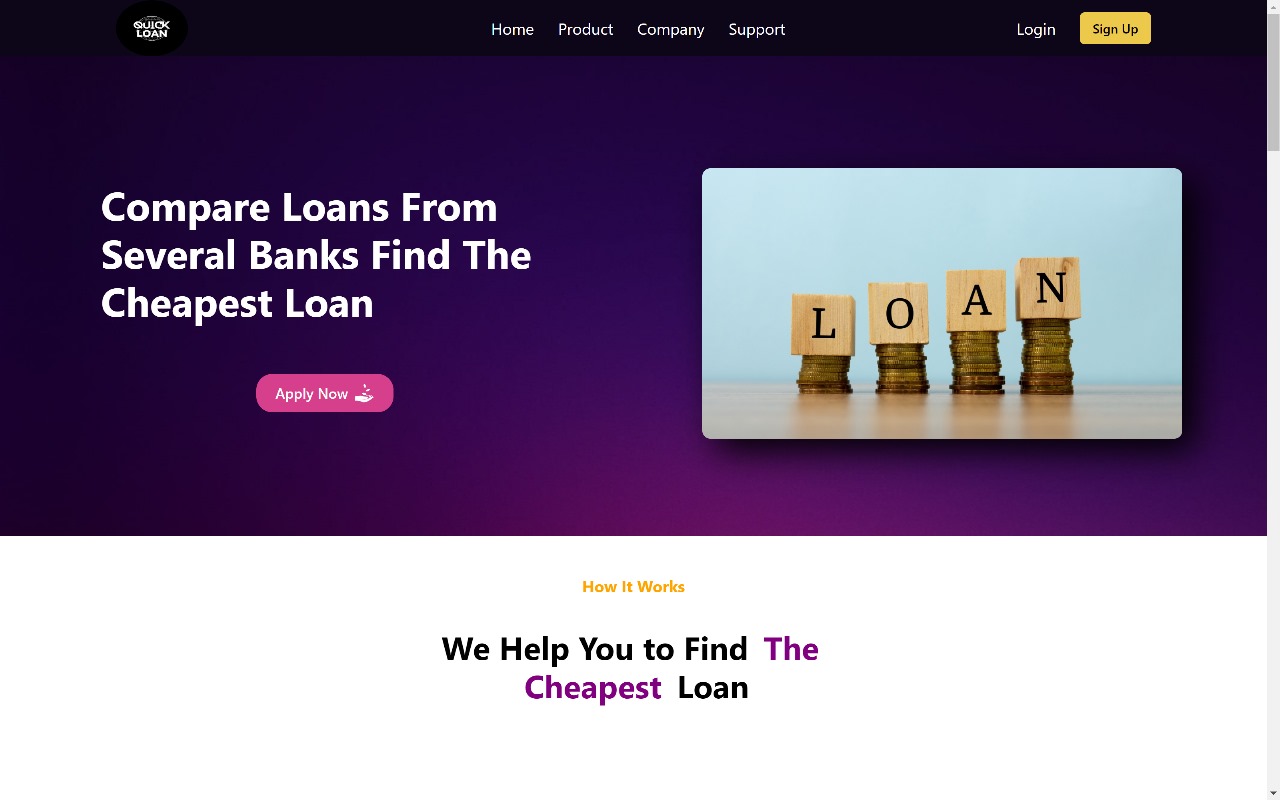 QUICK
LOAN
Home Product Company Support Login Sign Up
Compare Loans From
Several Banks Find The
Cheapest Loan
Apply Now
L O A N
How It Works
We Help You to Find The
Cheapest Loan